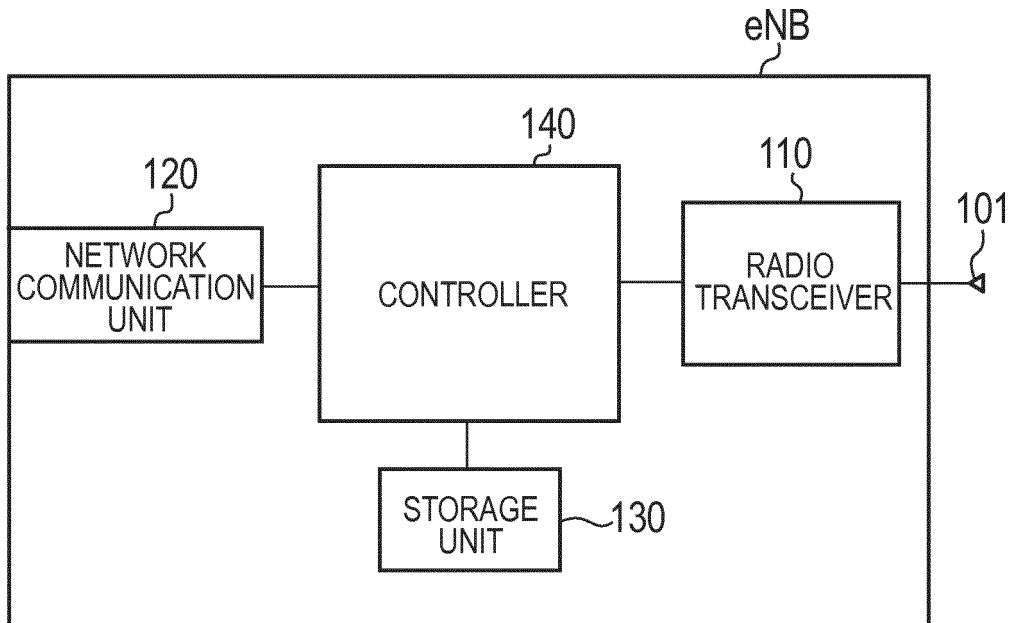 eNB
140
110
120
101
NETWORK
COMMUNICATION
UNIT
CONTROLLER
RADIO
TRANSCEIVER
STORAGE
UNIT
130